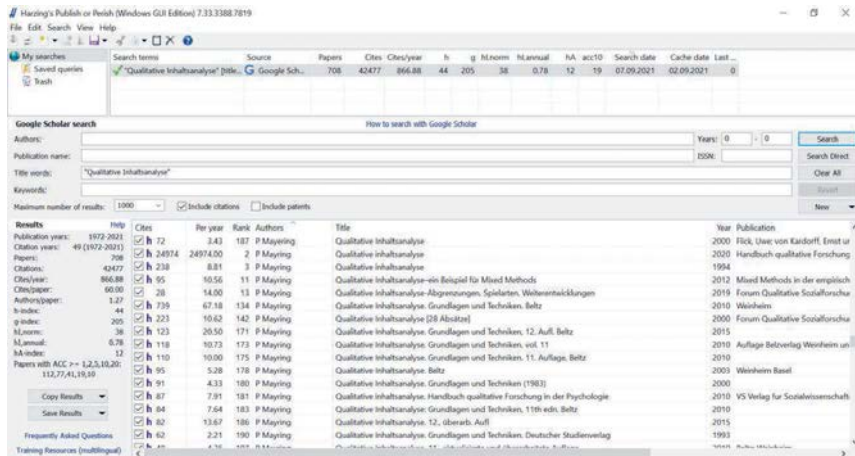 Harzing's Publish or Perish (Windows GUI Edition) 7.33.3388.7819
File Edit Search View Help
My searches
Saved queries
Trash
Search terms Source Papers Cites Cites/year h g hI,norm hI,annual hA acc10 Search date Cache date Last ...
"Qualitative Inhaltsanalyse" [title... Google Sch... 708 42477 866.88 44 205 38 0.78 12 19 07.09.2021 02.09.2021 0
Google Scholar search How to search with Google Scholar
Authors: Years: 0 - 0 Search
Publication name: ISSN: Search Direct
Title words: "Qualitative Inhaltsanalyse" Clear All
Keywords: Revert
Maximum number of results: 1000 Include citations Include patents New
Results Help
Publication years: 1972-2021
Citation years: 49 (1972-2021)
Papers: 708
Citations: 42477
Cites/year: 866.88
Cites/paper: 60.00
Authors/paper: 1.27
h-index: 44
g-index: 205
hI,norm: 38
hI,annual: 0.78
hA-index: 12
Papers with ACC >= 1,2,5,10,20:
112,77,41,19,10
Copy Results
Save Results
Frequently Asked Questions
Training Resources (multilingual)
Cites Per year Rank Authors Title Year Publication
h 72 3.43 187 P Mayering Qualitative inhaltsanalyse 2000 Flick, Uwe; von Kardorff, Ernst ur
h 24974 24974.00 2 P Mayring Qualitative inhaltsanalyse 2020 Handbuch qualitative Forschung
h 238 8.81 3 P Mayring Qualitative inhaltsanalyse 1994
h 95 10.56 11 P Mayring Qualitative Inhaltsanalyse–ein Beispiel für Mixed Methods 2012 Mixed Methods in der empirisch
28 14.00 13 P Mayring Qualitative Inhaltsanalyse-Abgrenzungen, Spielarten, Weiterentwicklungen 2019 Forum Qualitative Sozialforschu
h 739 67.18 134 P Mayring Qualitative Inhaltsanalyse. Grundlagen und Techniken. Beltz 2010 Weinheim
h 223 10.62 142 P Mayring Qualitative Inhaltsanalyse [28 Absätze] 2000 Forum Qualitative Sozialforschu
h 123 20.50 171 P Mayring Qualitative Inhaltsanalyse. Grundlagen und Techniken, 12. Aufl. Beltz 2015
h 118 10.73 173 P Mayring Qualitative Inhaltsanalyse. Grundlagen und Techniken, vol. 11 2010 Auflage Belzverlag Weinheim un
h 110 10.00 175 P Mayring Qualitative Inhaltsanalyse. Grundlagen und Techniken. 11. Auflage, Beltz 2010
h 95 5.28 178 P Mayring Qualitative Inhaltsanalyse. Beltz 2003 Weinheim Basel
h 91 4.33 180 P Mayring Qualitative Inhaltsanalyse. Grundlagen und Techniken (1983) 2000
h 87 7.91 181 P Mayring Qualitative Inhaltsanalyse. Handbuch qualitative Forschung in der Psychologie 2010 VS Verlag fur Sozialwissenschaft
h 84 7.64 183 P Mayring Qualitative Inhaltsanalyse. Grundlagen und Techniken, 11th edn. Beltz 2010
h 82 13.67 186 P Mayring Qualitative Inhaltsanalyse. 12., überarb. Aufl 2015
h 62 2.21 190 P Mayring Qualitative Inhaltsanalyse. Grundlagen und Techniken. Deutscher Studienverlag 1993